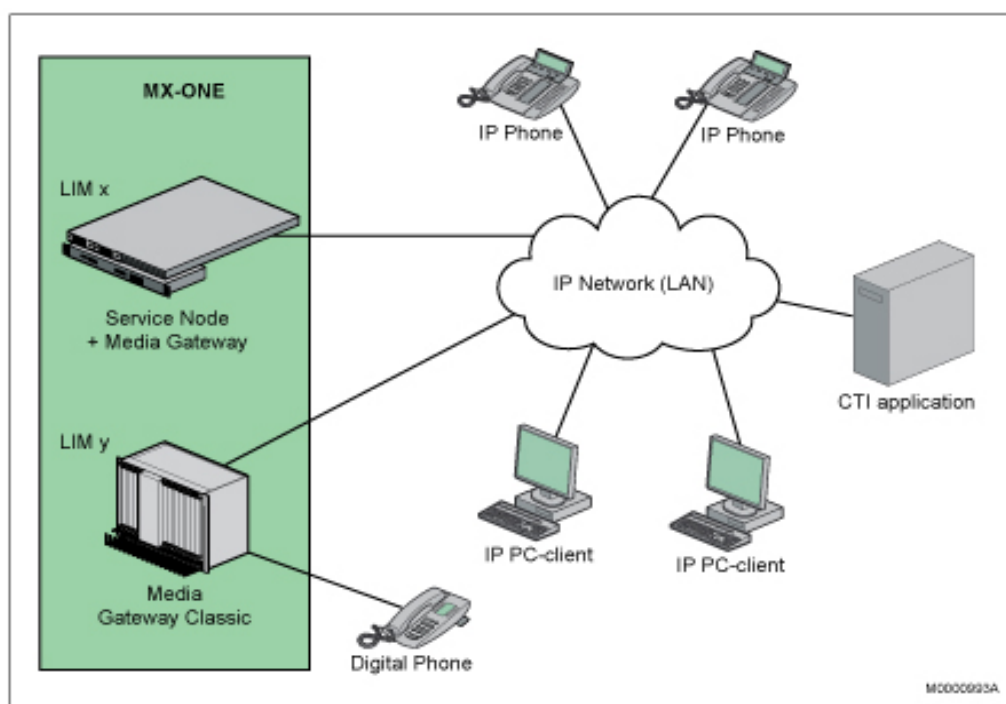 MX-ONE
LIM x
Service Node
+ Media Gateway
LIM y
Media
Gateway Classic
IP Phone
IP Phone
IP Network (LAN)
CTI application
IP PC-client
IP PC-client
Digital Phone
M0000993A